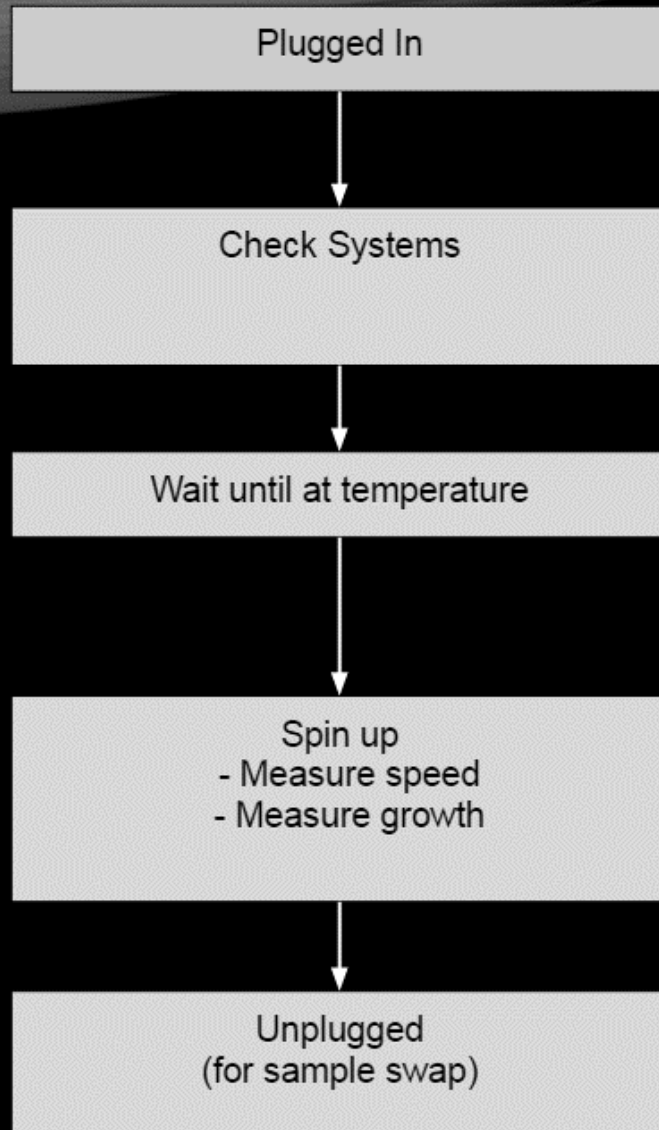 Plugged In
Check Systems
Wait until at temperature
Spin up
- Measure speed
- Measure growth
Unplugged
(for sample swap)